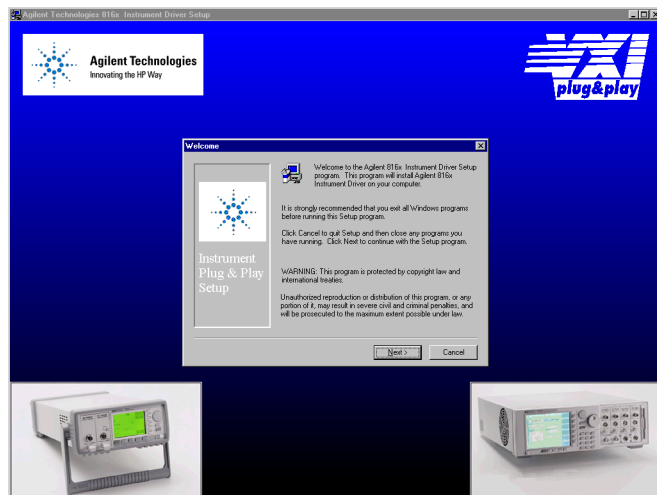 Agilent Technologies 816x Instrument Driver Setup
Agilent Technologies
Innovating the HP Way
VXI
plug&play
Welcome
Welcome to the Agilent 816x Instrument Driver Setup
program. This program will install Agilent 816x
Instrument Driver on your computer.
It is strongly recommended that you exit all Windows programs
before running this Setup program.
Click Cancel to quit Setup and then close any programs you
have running. Click Next to continue with the Setup program.
Instrument
Plug & Play
Setup
WARNING: This program is protected by copyright law and
international treaties.
Unauthorized reproduction or distribution of this program, or any
portion of it, may result in severe civil and criminal penalties, and
will be prosecuted to the maximum extent possible under law.
Next >
Cancel